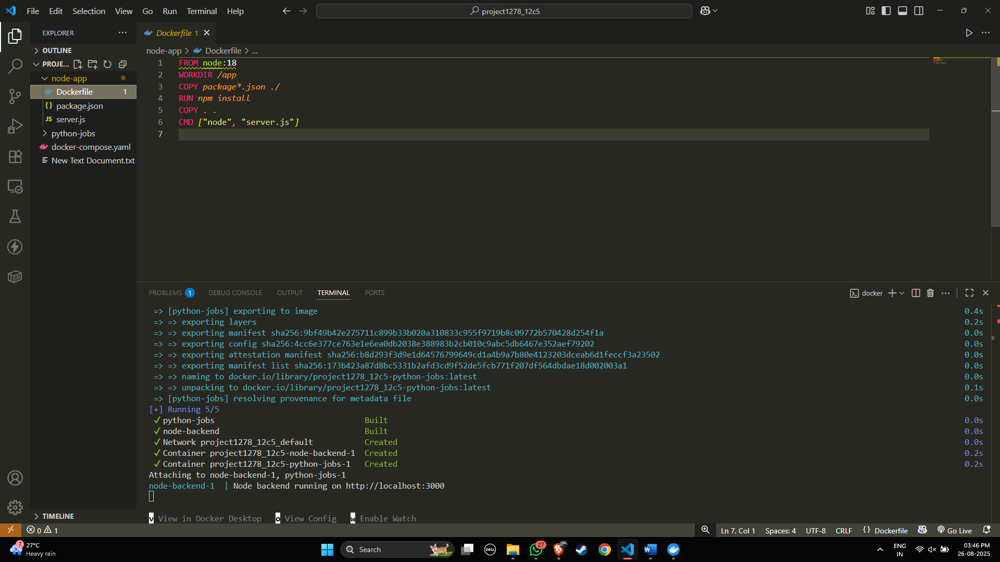 File Edit Selection View Go Run Terminal Help
project1278_12c5
EXPLORER
OUTLINE
PROJE...
node-app
Dockerfile 1
package.json
JS server.js
python-jobs
docker-compose.yaml
New Text Document.txt
TIMELINE
Dockerfile 1
node-app > Dockerfile > ...
1 FROM node:18
2 WORKDIR /app
3 COPY package*.json ./
4 RUN npm install
5 COPY . .
6 CMD ["node", "server.js"]
7
PROBLEMS 1 DEBUG CONSOLE OUTPUT TERMINAL PORTS
docker
=> [python-jobs] exporting to image 0.4s
=> => exporting layers 0.2s
=> => exporting manifest sha256:9bf49b42e275711c899b33b020a310833c955f9719b8c09772b570428d254f1a 0.0s
=> => exporting config sha256:4cc6e377ce763e1e6ea0db2038e388983b2cb010c9abc5db6467e352aef79202 0.0s
=> => exporting attestation manifest sha256:b8d293f3d9e1d64576799649cd1a4b9a7b80e4123203dceab6d1feccf3a23502 0.0s
=> => exporting manifest list sha256:173b423a87d8bc5331b2afd3cd9f52de5fcb771f207df564dbdae18d002003a1 0.0s
=> => naming to docker.io/library/project1278_12c5-python-jobs:latest 0.0s
=> => unpacking to docker.io/library/project1278_12c5-python-jobs:latest 0.1s
=> [python-jobs] resolving provenance for metadata file 0.0s
[+] Running 5/5
✓ python-jobs Built 0.0s
✓ node-backend Built 0.0s
✓ Network project1278_12c5_default Created 0.0s
✓ Container project1278_12c5-node-backend-1 Created 0.2s
✓ Container project1278_12c5-python-jobs-1 Created 0.2s
Attaching to node-backend-1, python-jobs-1
node-backend-1 | Node backend running on http://localhost:3000
v View in Docker Desktop o View Config w Enable Watch
0 1
Ln 7, Col 1 Spaces: 4 UTF-8 CRLF {} Dockerfile Go Live
7
27°C
Heavy rain
Search
DELL
27
ENG
IN
03:46 PM
26-08-2025